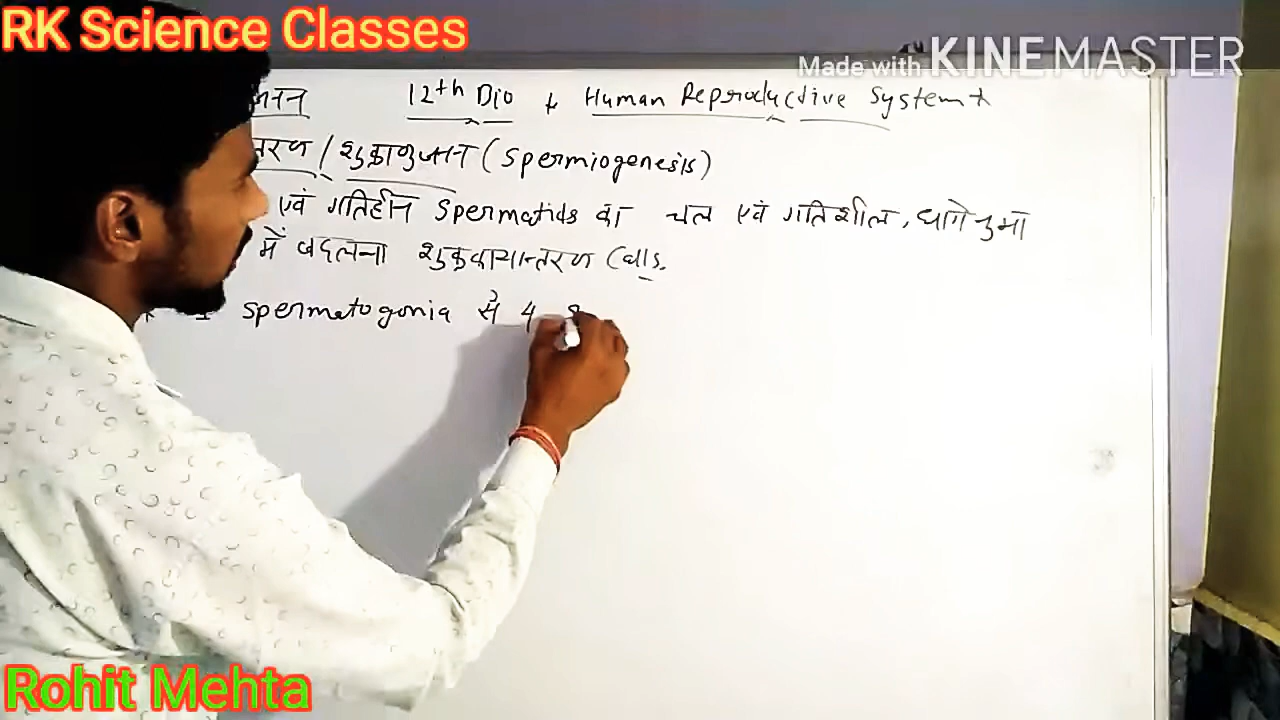 RK Science Classes
Made with KINEMASTER
12th Bio + Human Reproductive System +
/ शुक्राणुजनन (Spermiogenesis)
एवं गतिहीन Spermatids का चल एवं गतिशील, धागेनुमा
में बदलना शुक्रकायान्तरण
Spermatogonia से 4
Rohit Mehta